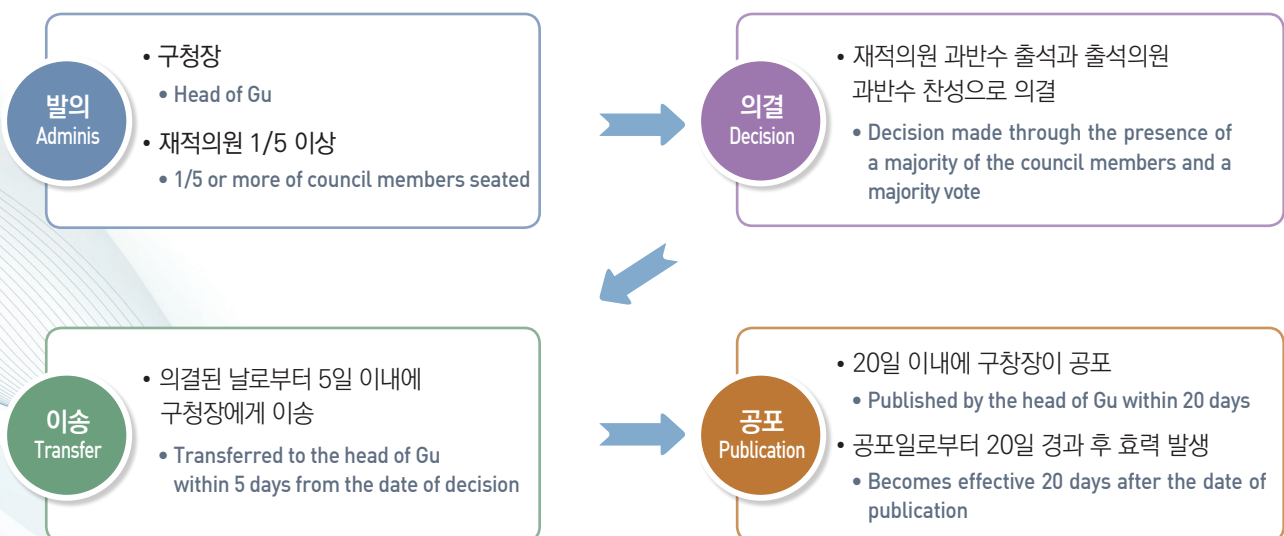 발의
Adminis
• 구청장
• Head of Gu
• 재적의원 1/5 이상
• 1/5 or more of council members seated
의결
Decision
• 재적의원 과반수 출석과 출석의원
과반수 찬성으로 의결
• Decision made through the presence of
a majority of the council members and a
majority vote
이송
Transfer
• 의결된 날로부터 5일 이내에
구청장에게 이송
• Transferred to the head of Gu
within 5 days from the date of decision
공포
Publication
• 20일 이내에 구창장이 공포
• Published by the head of Gu within 20 days
• 공포일로부터 20일 경과 후 효력 발생
• Becomes effective 20 days after the date of
publication